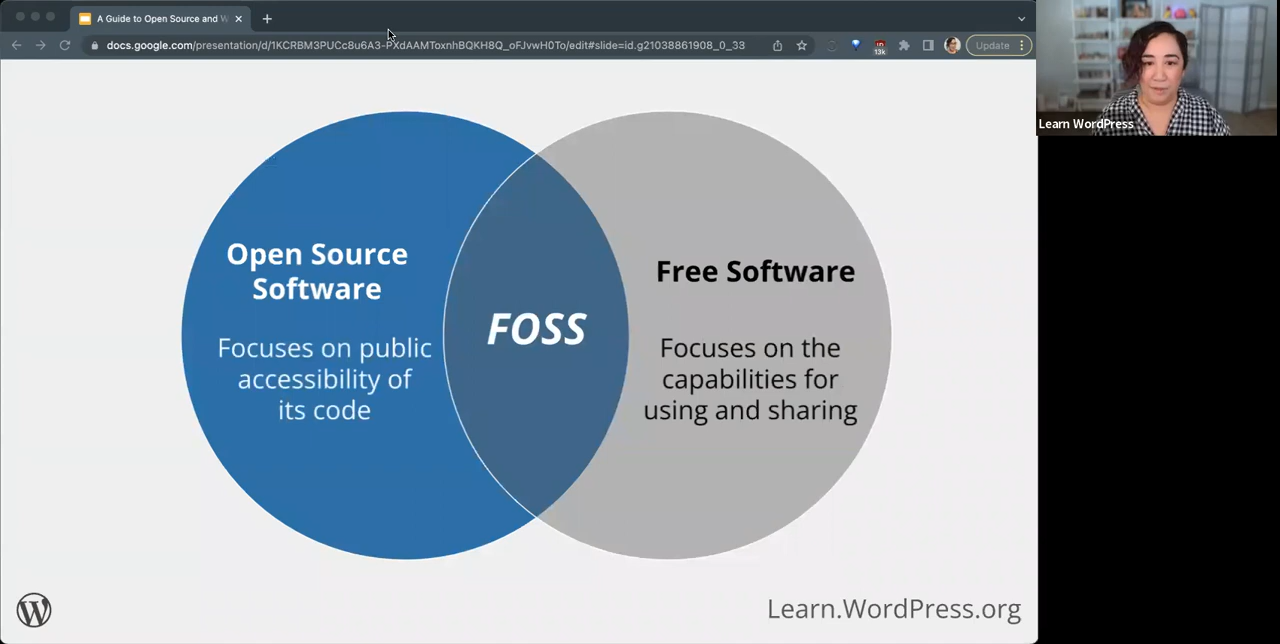 A Guide to Open Source and W
docs.google.com/presentation/d/1KCRBM3PUCc8u6A3-PXdAAMToxnhBQKH8Q_oFJvwH0To/edit#slide=id.g21038861908_0_33
13k
Update
Learn WordPress
Open Source
Software
Focuses on public
accessibility of
its code
FOSS
Free Software
Focuses on the
capabilities for
using and sharing
Learn.WordPress.org